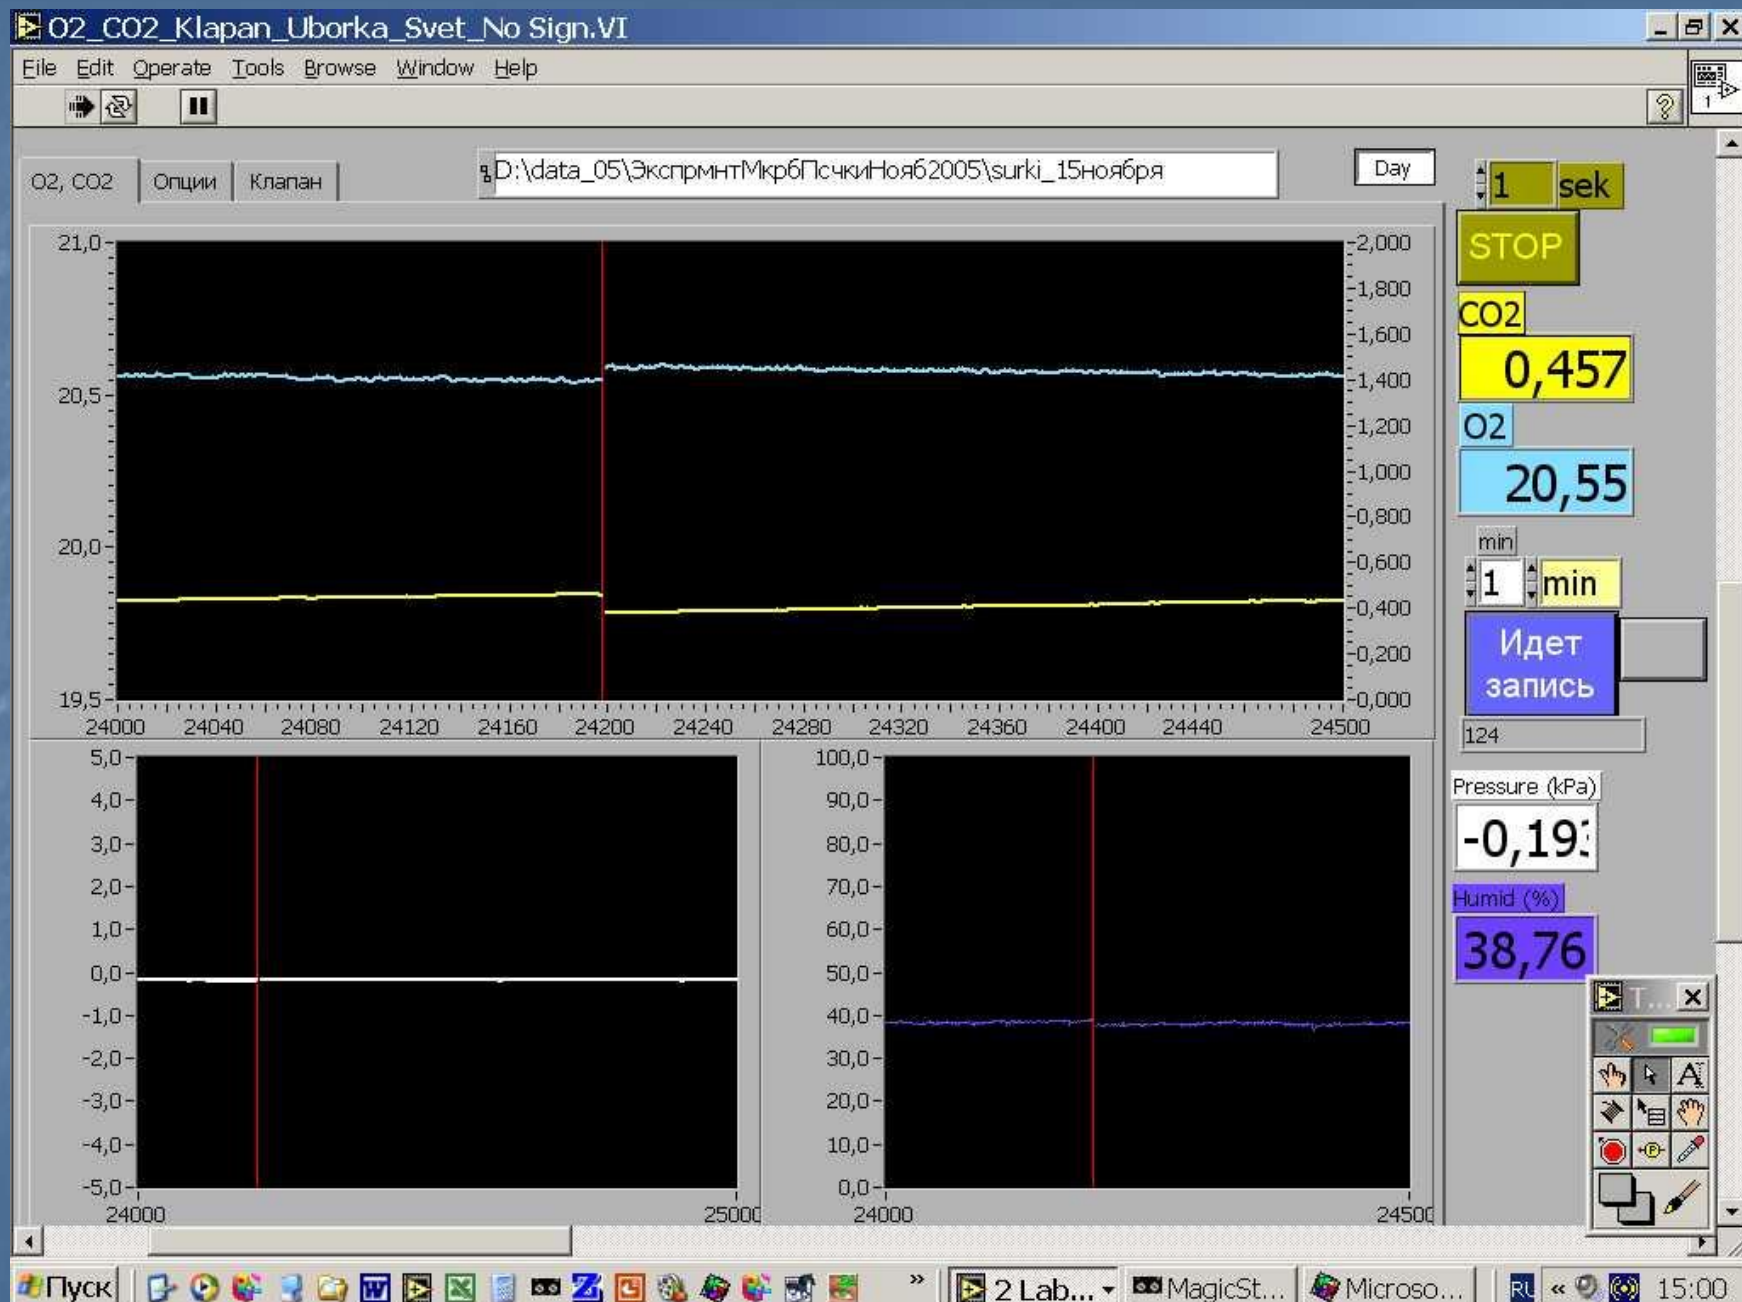 O2_CO2_Klapan_Uborka_Svet_No Sign.VI
File Edit Operate Tools Browse Window Help
1
O2, CO2 Опции Клапан
D:\data_05\ЭкспрмнтМкрбПсчкиНояб2005\surki_15ноября
Day
1 sek
STOP
CO2
0,457
O2
20,55
min
1 min
Идет
запись
124
Pressure (kPa)
-0,193
Humid (%)
38,76
21,0
20,5
20,0
19,5
2,000
1,800
1,600
1,400
1,200
1,000
0,800
0,600
0,400
0,200
0,000
24000 24040 24080 24120 24160 24200 24240 24280 24320 24360 24400 24440 24500
5,0
4,0
3,0
2,0
1,0
0,0
-1,0
-2,0
-3,0
-4,0
-5,0
24000 25000
100,0
90,0
80,0
70,0
60,0
50,0
40,0
30,0
20,0
10,0
0,0
24000 24500
T...
Пуск
» 2 Lab... MagicSt... Microso... RU « 15:00